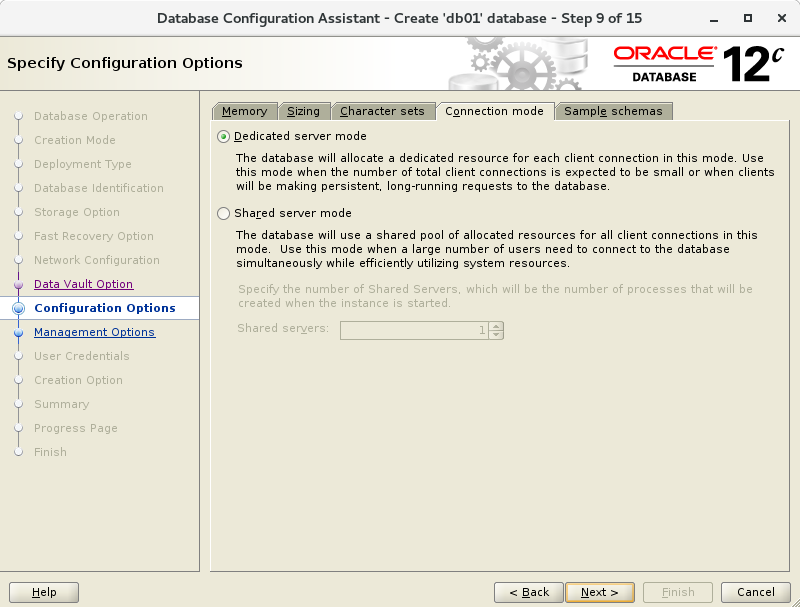 Database Configuration Assistant - Create 'db01' database - Step 9 of 15
Specify Configuration Options
ORACLE®
DATABASE
12c
Database Operation
Creation Mode
Deployment Type
Database Identification
Storage Option
Fast Recovery Option
Network Configuration
Data Vault Option
Configuration Options
Management Options
User Credentials
Creation Option
Summary
Progress Page
Finish
Memory
Sizing
Character sets
Connection mode
Sample schemas
Dedicated server mode
The database will allocate a dedicated resource for each client connection in this mode. Use
this mode when the number of total client connections is expected to be small or when clients
will be making persistent, long-running requests to the database.
Shared server mode
The database will use a shared pool of allocated resources for all client connections in this
mode.  Use this mode when a large number of users need to connect to the database
simultaneously while efficiently utilizing system resources.
Specify the number of Shared Servers, which will be the number of processes that will be
created when the instance is started.
Shared servers:
1
Help
< Back
Next >
Finish
Cancel